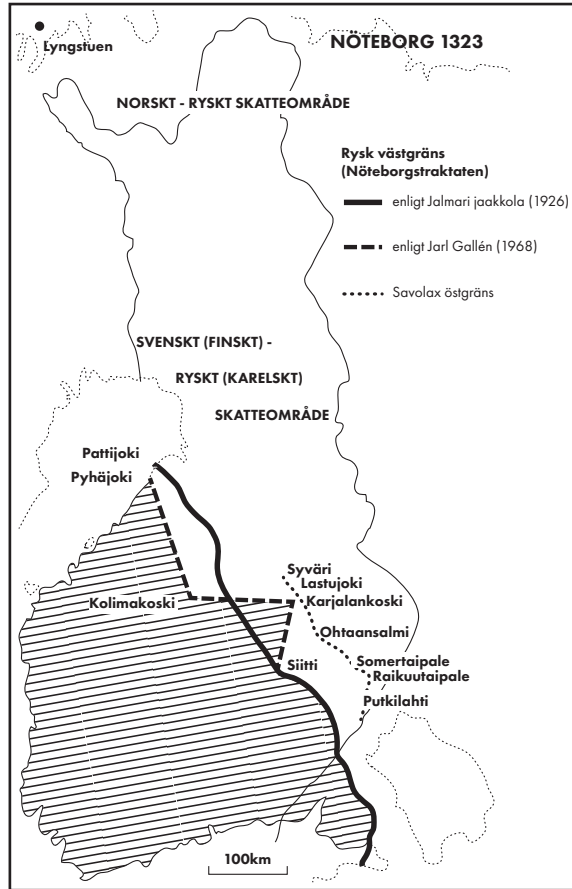 NÖTEBORG 1323
Lyngstuen
NORSKT - RYSKT SKATTEOMRÅDE
Rysk västgräns
(Nöteborgstraktaten)
enligt Jalmari jaakkola (1926)
enligt Jarl Gallén (1968)
Savolax östgräns
SVENSKT (FINSKT) -
RYSKT (KARELSKT)
SKATTEOMRÅDE
Pattijoki
Pyhäjoki
Syväri
Lastujoki
Kolimakoski
Karjalankoski
Ohtaansalmi
Siitti
Somertaipale
Raikuutaipale
Putkilahti
100km